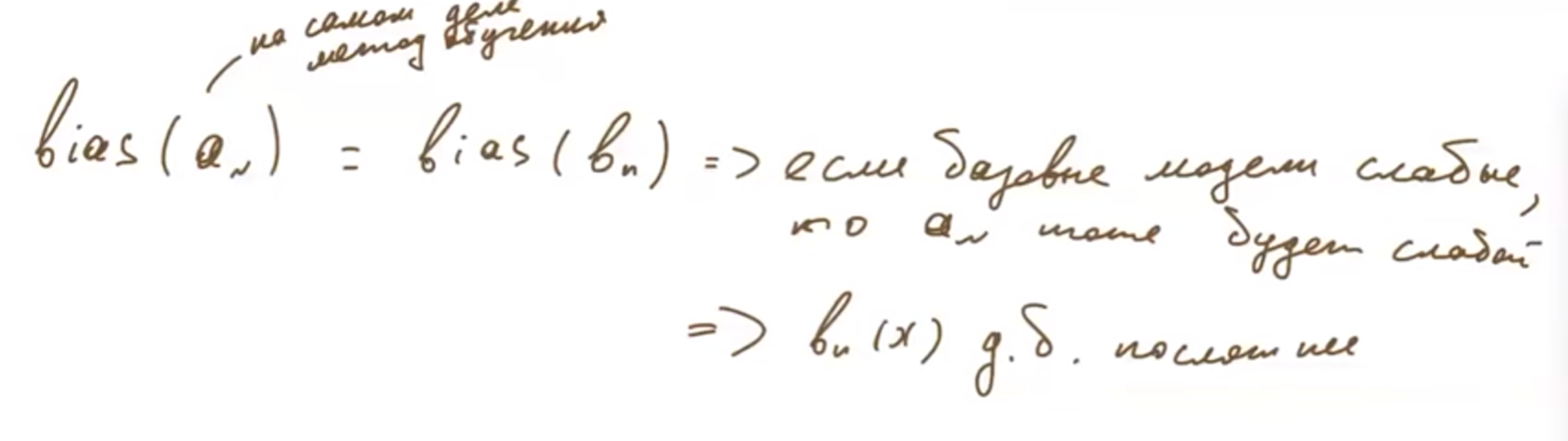 на самом деле
метод обучения
bias(a_N) = bias(b_n) => если базовые модели слабые,
то a_N тоже будет слабой
=> b_n(x) д.б. посложнее